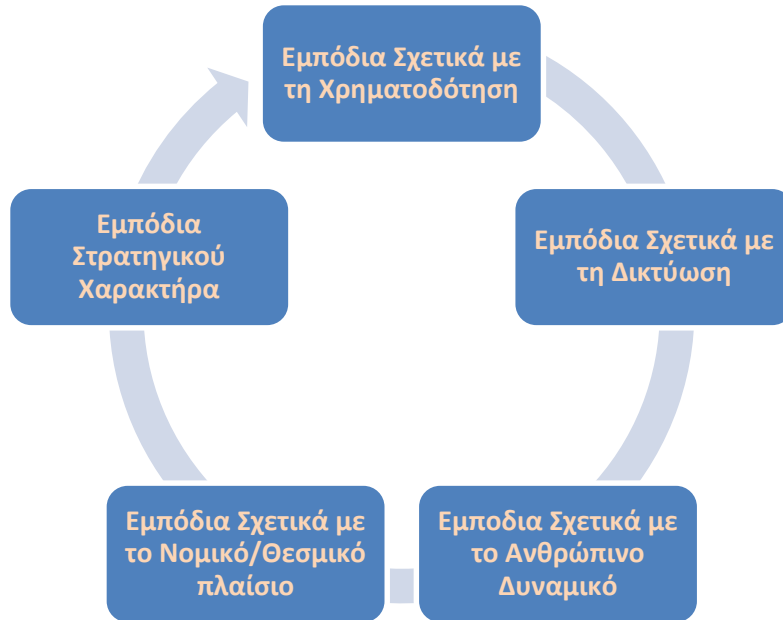 Εμπόδια Σχετικά με
τη Χρηματοδότηση
Εμπόδια Σχετικά με
τη Δικτύωση
Εμποδια Σχετικά με
το Ανθρώπινο
Δυναμικό
Εμπόδια Σχετικά με
το Νομικό/Θεσμικό
πλαίσιο
Εμπόδια
Στρατηγικού
Χαρακτήρα